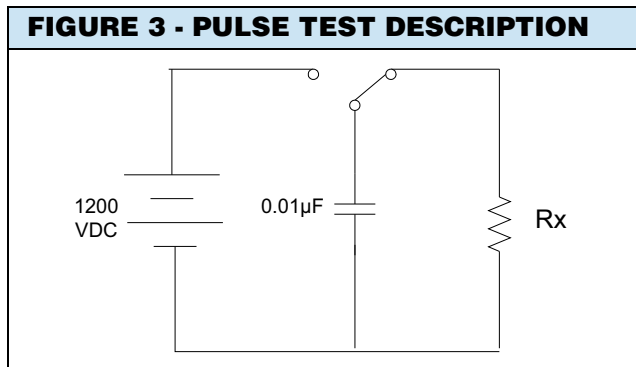 FIGURE 3 - PULSE TEST DESCRIPTION
1200
VDC
0.01µF
Rx